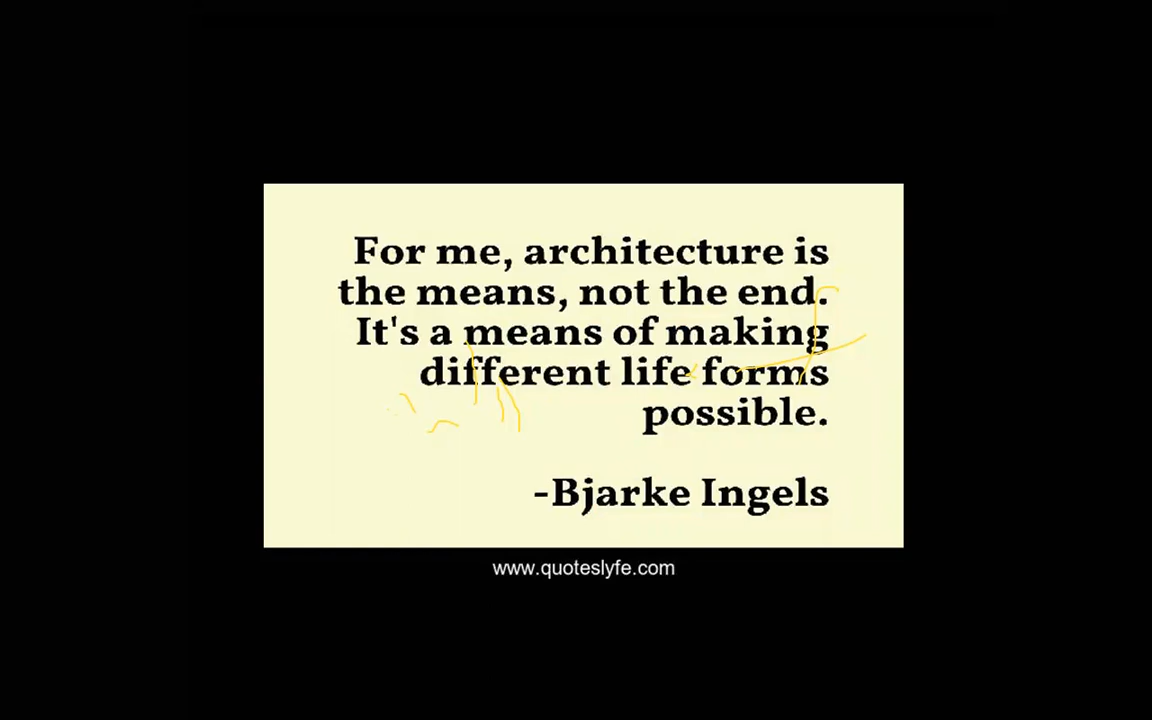 For me, architecture is
the means, not the end.
It's a means of making
different life forms
possible.
-Bjarke Ingels
www.quoteslyfe.com